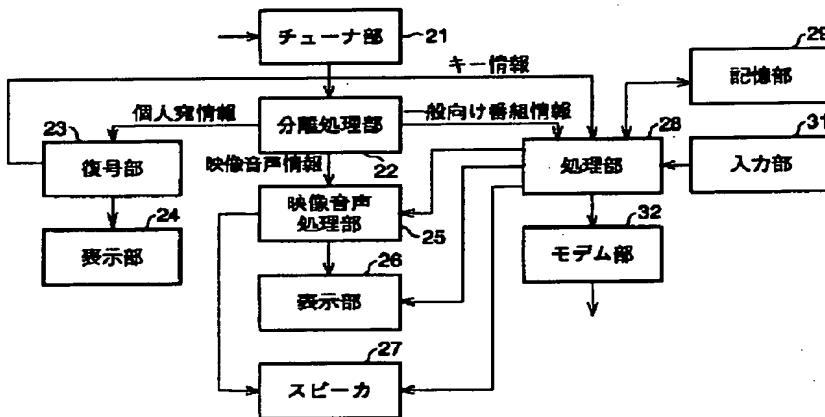 チューナ部
21
キー情報
29
記憶部
個人宛情報
分離処理部
一般向け番組情報
23
復号部
22
28
処理部
31
入力部
映像音声情報
映像音声
処理部
25
24
表示部
32
モデム部
26
表示部
27
スピーカ